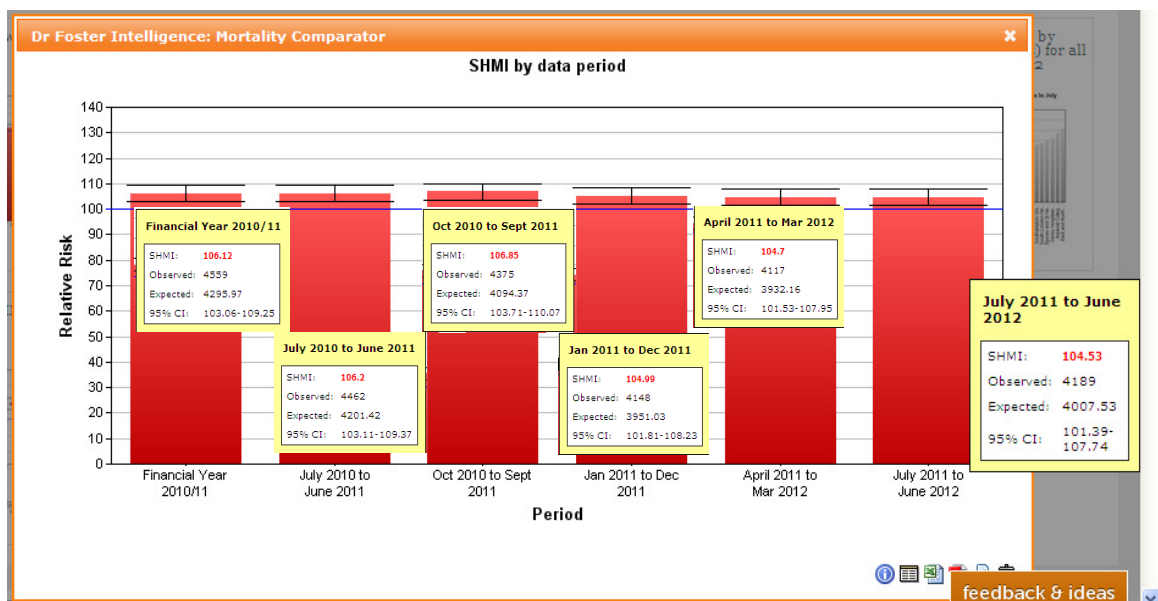 Dr Foster Intelligence: Mortality Comparator
by
) for all
2
SHMI by data period
Relative Risk
140
130
120
110
100
90
80
70
60
50
40
30
20
10
0
Financial Year 2010/11
SHMI: 106.12
Observed: 4559
Expected: 4295.97
95% CI: 103.06-109.25
July 2010 to June 2011
SHMI: 106.2
Observed: 4462
Expected: 4201.42
95% CI: 103.11-109.37
Oct 2010 to Sept 2011
SHMI: 106.85
Observed: 4375
Expected: 4094.37
95% CI: 103.71-110.07
Jan 2011 to Dec 2011
SHMI: 104.99
Observed: 4148
Expected: 3951.03
95% CI: 101.81-108.23
April 2011 to Mar 2012
SHMI: 104.7
Observed: 4117
Expected: 3932.16
95% CI: 101.53-107.95
July 2011 to June
2012
SHMI: 104.53
Observed: 4189
Expected: 4007.53
95% CI: 101.39-
107.74
Financial Year
2010/11
July 2010 to
June 2011
Oct 2010 to Sept
2011
Jan 2011 to Dec
2011
April 2011 to
Mar 2012
July 2011 to
June 2012
Period
feedback & ideas